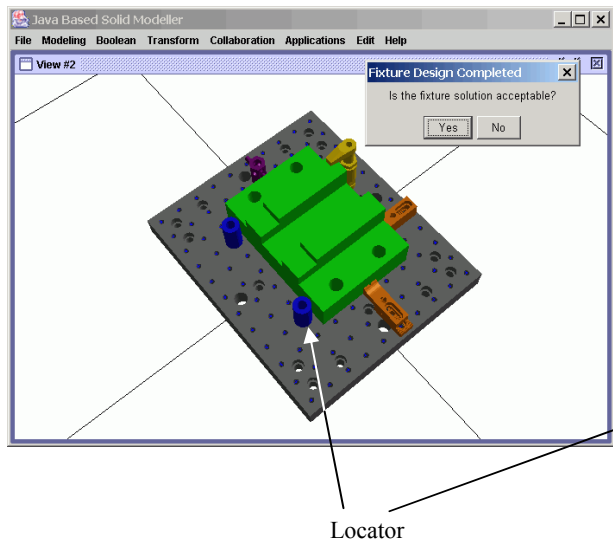 Java Based Solid Modeller
File Modeling Boolean Transform Collaboration Applications Edit Help
View #2
Fixture Design Completed
Is the fixture solution acceptable?
Yes No
Locator